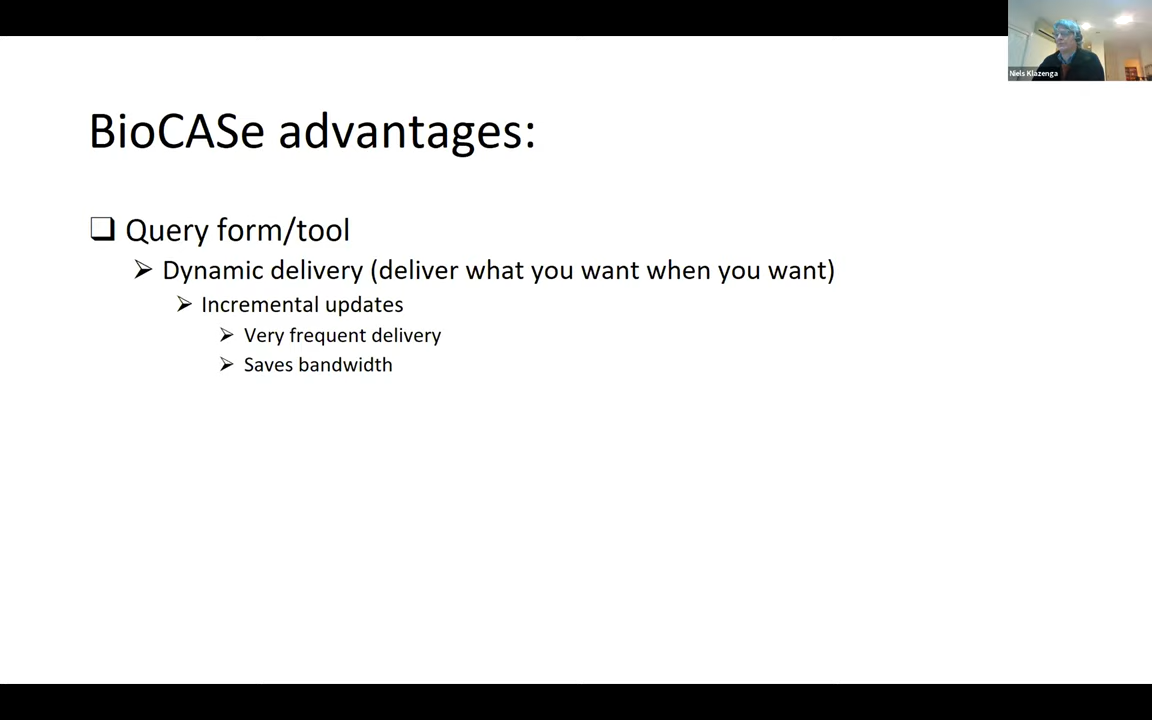 Niels Klazenga
BioCASe advantages:
❑ Query form/tool
➢ Dynamic delivery (deliver what you want when you want)
➢ Incremental updates
➢ Very frequent delivery
➢ Saves bandwidth